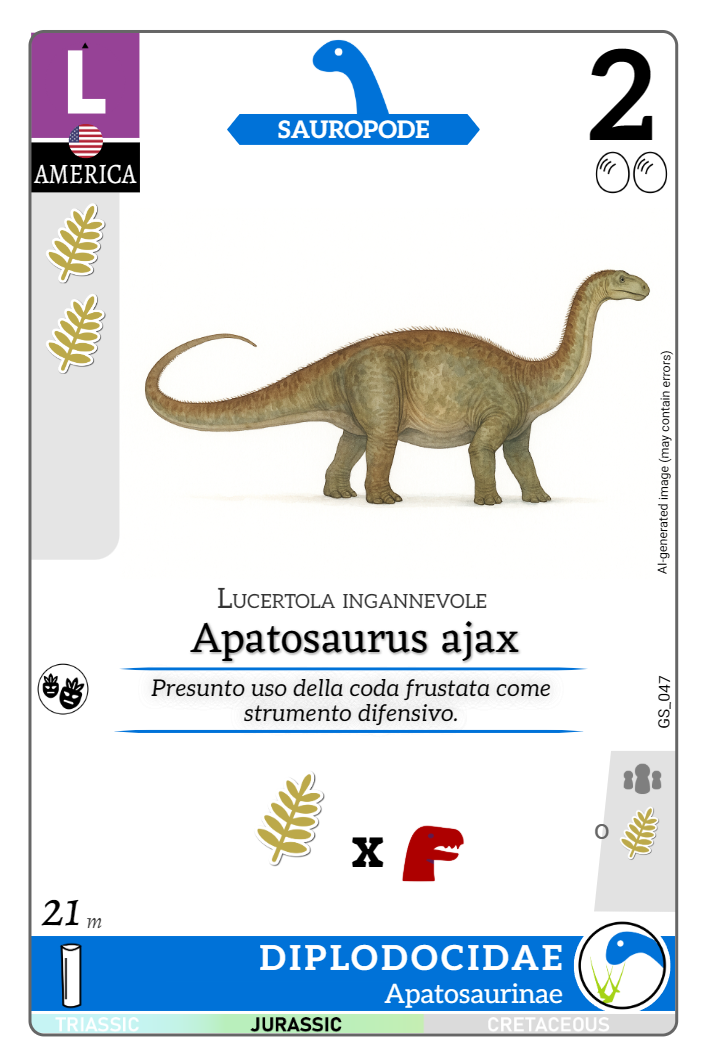 L
AMERICA
SAUROPODE
2
AI-generated image (may contain errors)
LUCERTOLA INGANNEVOLE
Apatosaurus ajax
Presunto uso della coda frustata come
strumento difensivo.
GS_047
x
o
21 m
DIPLODOCIDAE
Apatosaurinae
TRIASSIC JURASSIC CRETACEOUS